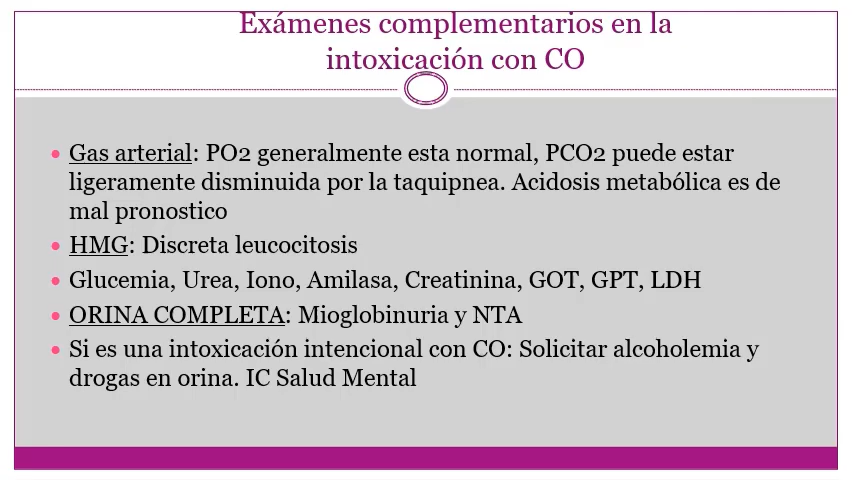 Exámenes complementarios en la
intoxicación con CO
• Gas arterial: PO2 generalmente esta normal, PCO2 puede estar
ligeramente disminuida por la taquipnea. Acidosis metabólica es de
mal pronostico
• HMG: Discreta leucocitosis
• Glucemia, Urea, Iono, Amilasa, Creatinina, GOT, GPT, LDH
• ORINA COMPLETA: Mioglobinuria y NTA
• Si es una intoxicación intencional con CO: Solicitar alcoholemia y
drogas en orina. IC Salud Mental